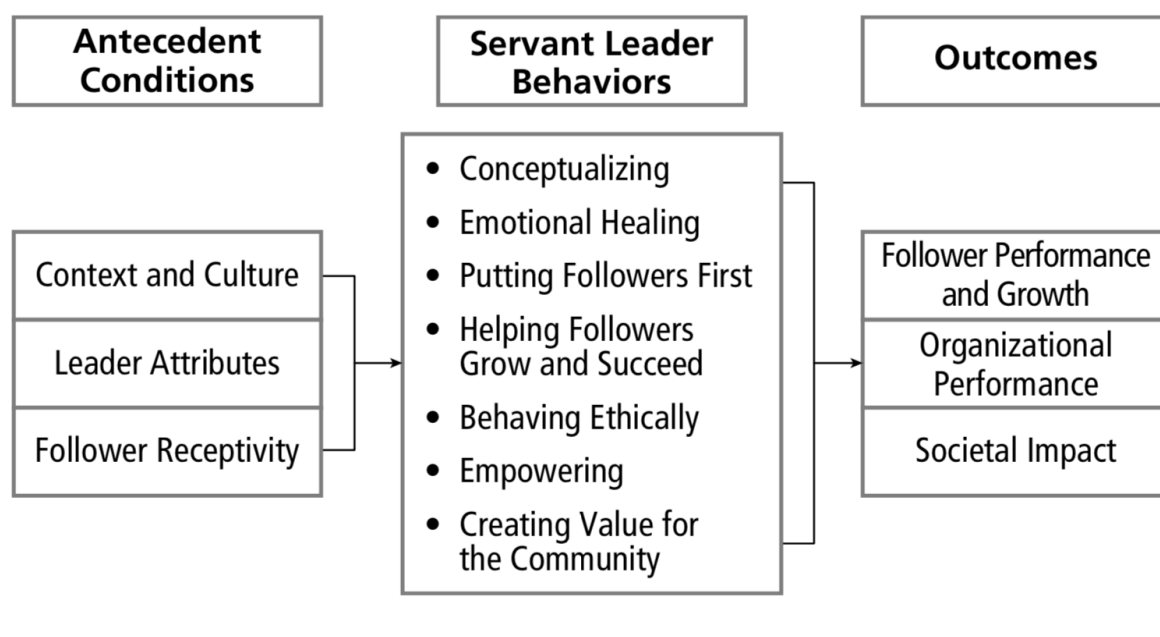 Antecedent
Conditions
Servant Leader
Behaviors
Outcomes
Context and Culture
Leader Attributes
Follower Receptivity
• Conceptualizing
• Emotional Healing
• Putting Followers First
• Helping Followers
Grow and Succeed
• Behaving Ethically
• Empowering
• Creating Value for
the Community
Follower Performance
and Growth
Organizational
Performance
Societal Impact